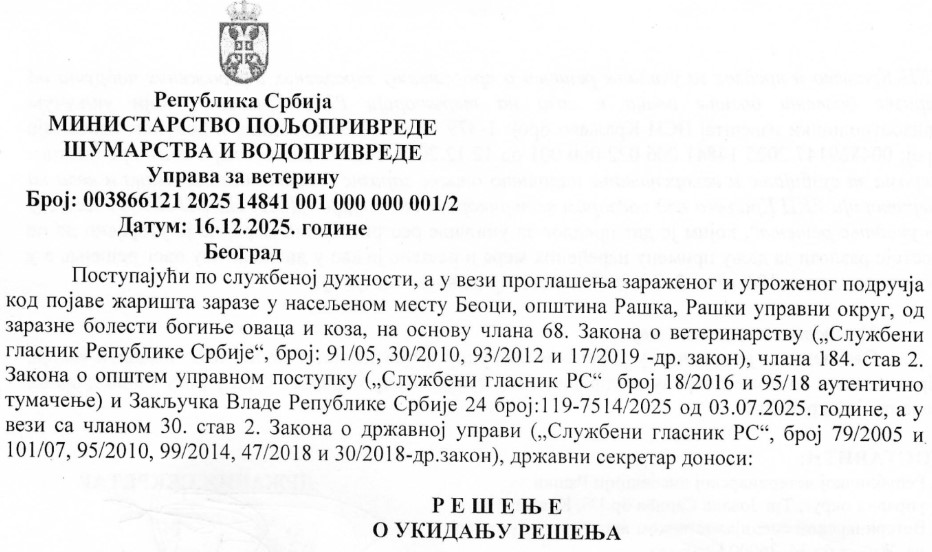 Република Србија
МИНИСТАРСТВО ПОЉОПРИВРЕДЕ
ШУМАРСТВА И ВОДОПРИВРЕДЕ
Управа за ветерину
Број: 003866121 2025 14841 001 000 000 001/2
Датум: 16.12.2025. године
Београд
Поступајући по службеној дужности, а у вези проглашења зараженог и угроженог подручја
код појаве жаришта заразе у насељеном месту Беоци, општина Рашка, Рашки управни округ, од
заразне болести богиње оваца и коза, на основу члана 68. Закона о ветеринарству („Службени
гласник Републике Србије“, број: 91/05, 30/2010, 93/2012 и 17/2019 -др. закон), члана 184. став 2.
Закона о општем управном поступку („Службени гласник РС“ број 18/2016 и 95/18 аутентично
тумачење) и Закључка Владе Републике Србије 24 број:119-7514/2025 од 03.07.2025. године, а у
вези са чланом 30. став 2. Закона о државној управи („Службени гласник РС“, број 79/2005 и
101/07, 95/2010, 99/2014, 47/2018 и 30/2018-др.закон), државни секретар доноси:
Р Е Ш Е Њ Е
О УКИДАЊУ РЕШЕЊА